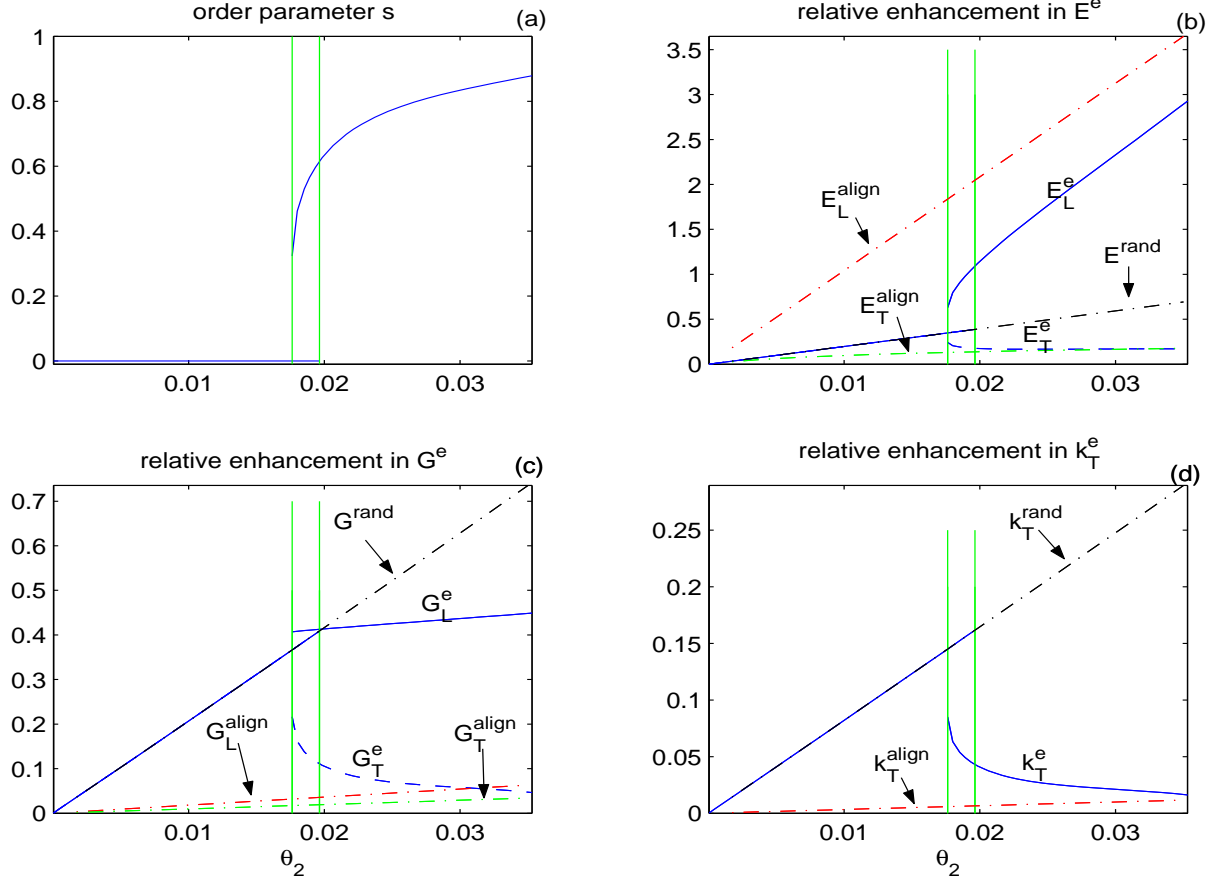 order parameter s
(a)
1
0.8
0.6
0.4
0.2
0
0.01 0.02 0.03
relative enhancement in E^e
(b)
3.5
3
2.5
2
1.5
1
0.5
0
E_L^align
E_L^e
E^rand
E_T^align
E_T^e
0.01 0.02 0.03
relative enhancement in G^e
(c)
0.7
0.6
0.5
0.4
0.3
0.2
0.1
0
G^rand
G_L^e
G_L^align
G_T^e
G_T^align
0.01 0.02 0.03
θ_2
relative enhancement in k_T^e
(d)
0.25
0.2
0.15
0.1
0.05
0
k_T^rand
k_T^align
k_T^e
0.01 0.02 0.03
θ_2